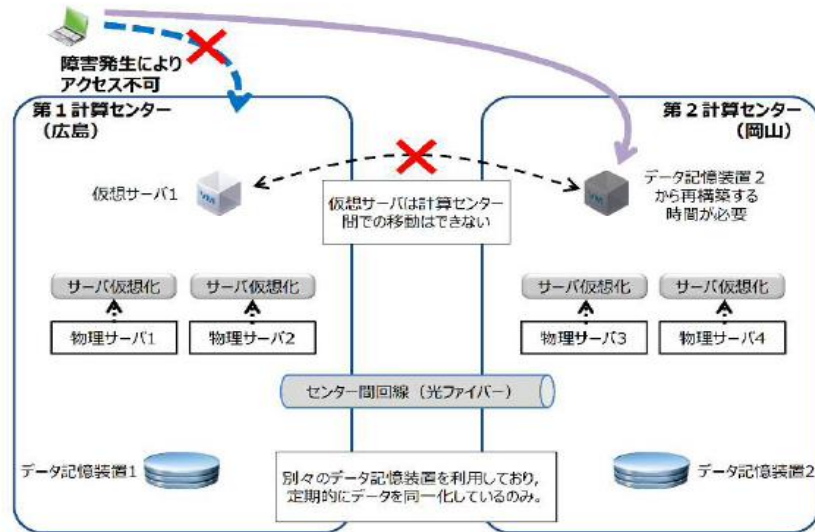 障害発生により
アクセス不可
第１計算センター
（広島）
第２計算センター
（岡山）
仮想サーバ1
VM
仮想サーバは計算センター
間での移動はできない
VM
データ記憶装置２
から再構築する
時間が必要
サーバ仮想化
サーバ仮想化
サーバ仮想化
サーバ仮想化
物理サーバ1
物理サーバ2
物理サーバ3
物理サーバ4
センター間回線（光ファイバー）
データ記憶装置1
別々のデータ記憶装置を利用しており，
定期的にデータを同一化しているのみ。
データ記憶装置2